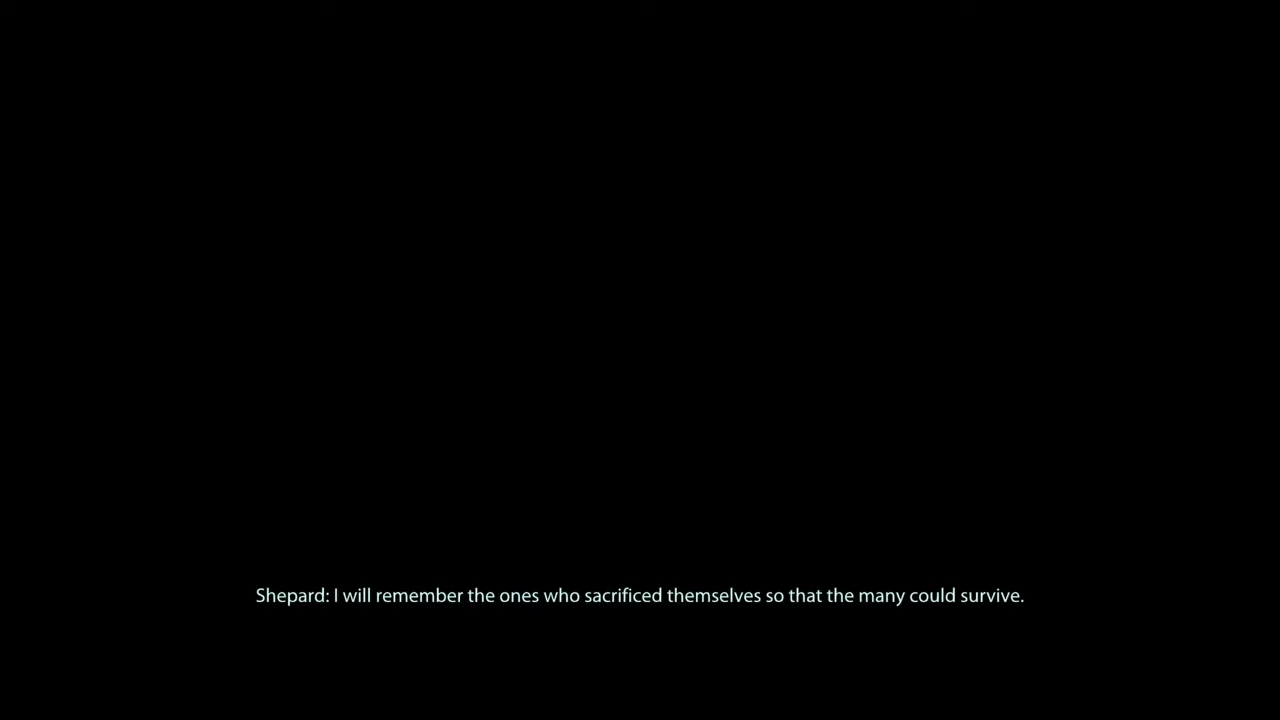 Shepard: I will remember the ones who sacrificed themselves so that the many could survive.